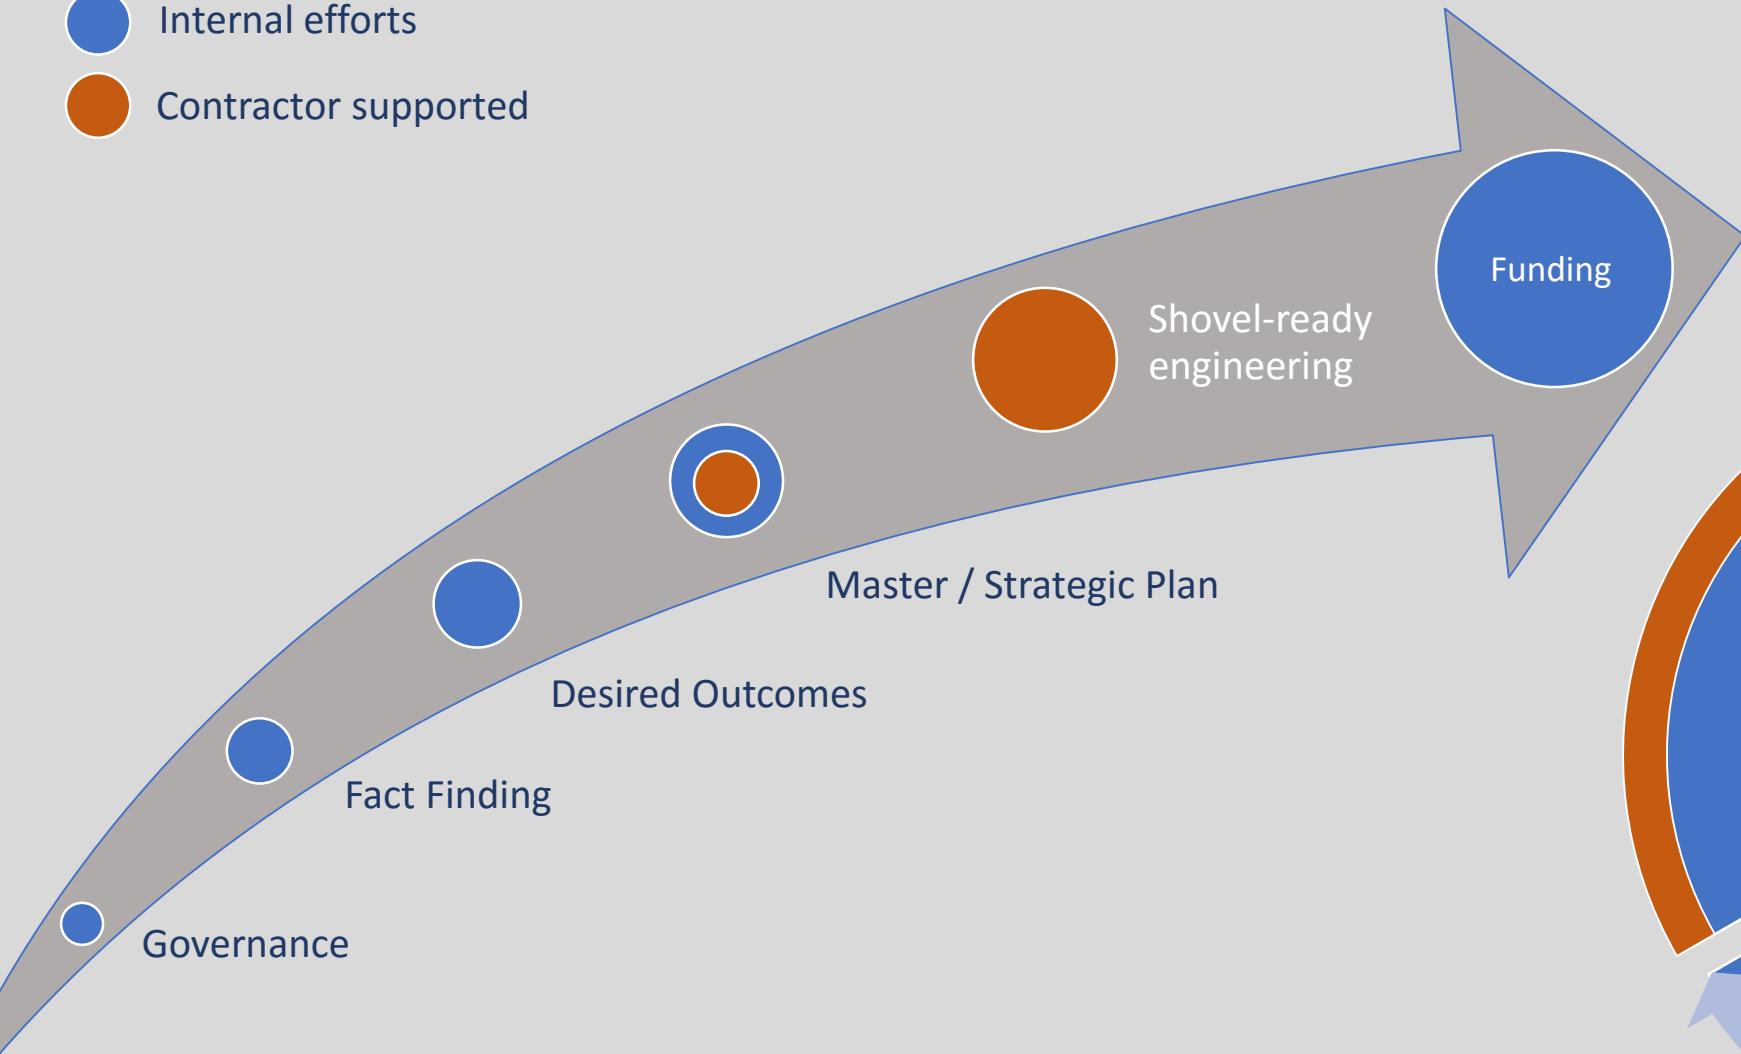 Internal efforts
Contractor supported
Funding
Shovel-ready
engineering
Master / Strategic Plan
Desired Outcomes
Fact Finding
Governance